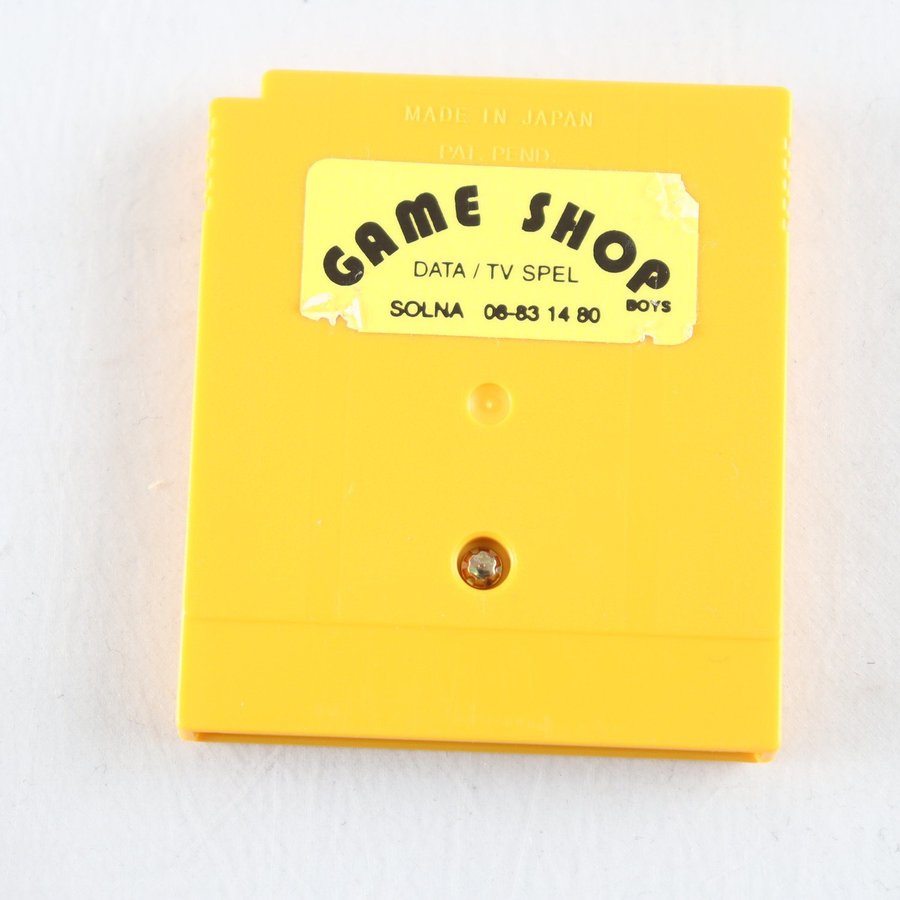 MADE IN JAPAN
PAT. PEND.
GAME SHOP
DATA / TV SPEL
BOYS
SOLNA 08-83 14 80